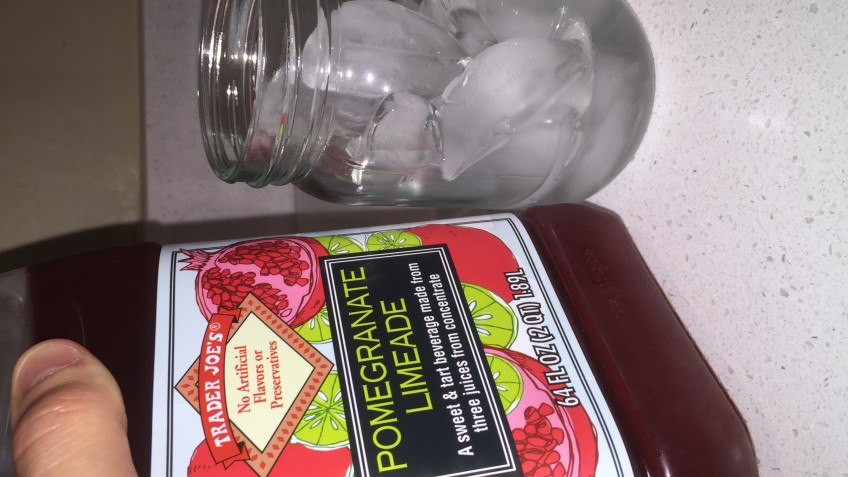 TRADER JOE'S®
No Artificial
Flavors or
Preservatives
POMEGRANATE
LIMEADE
A sweet & tart beverage made from
three juices from concentrate
64 FL OZ (2 QT) 1.89L